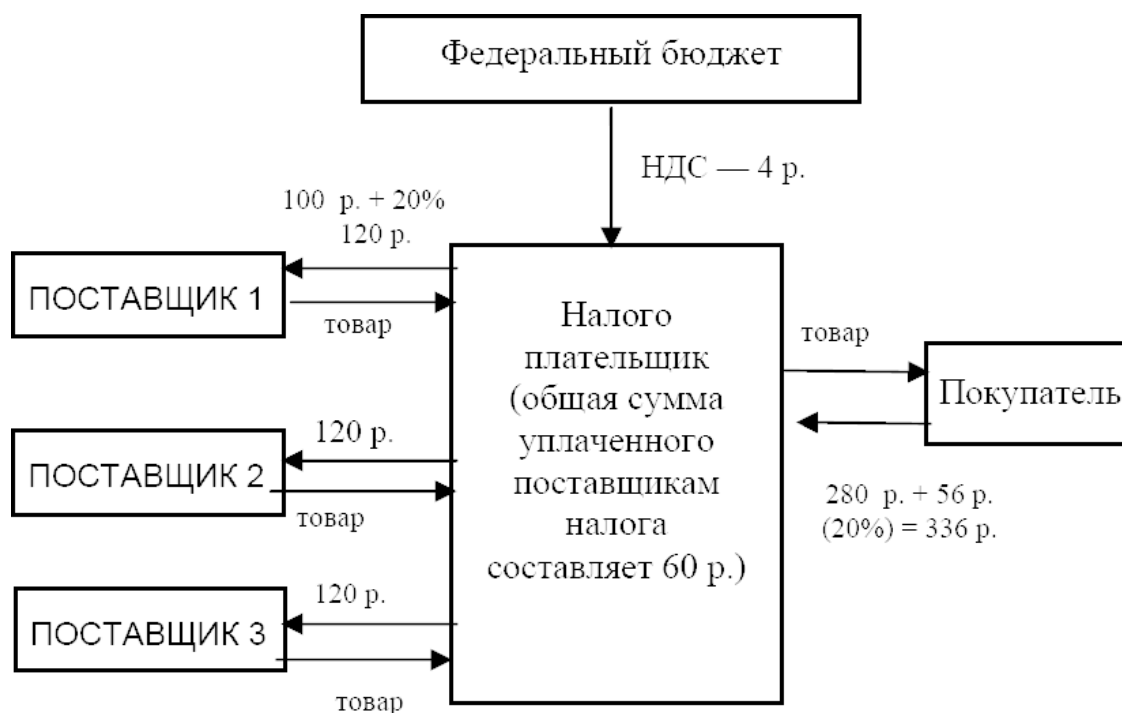 Федеральный бюджет
НДС — 4 р.
100 р. + 20%
120 р.
ПОСТАВЩИК 1
товар
120 р.
ПОСТАВЩИК 2
товар
120 р.
ПОСТАВЩИК 3
товар
Налого
плательщик
(общая сумма
уплаченного
поставщикам
налога
составляет 60 р.)
товар
Покупатель
280 р. + 56 р.
(20%) = 336 р.